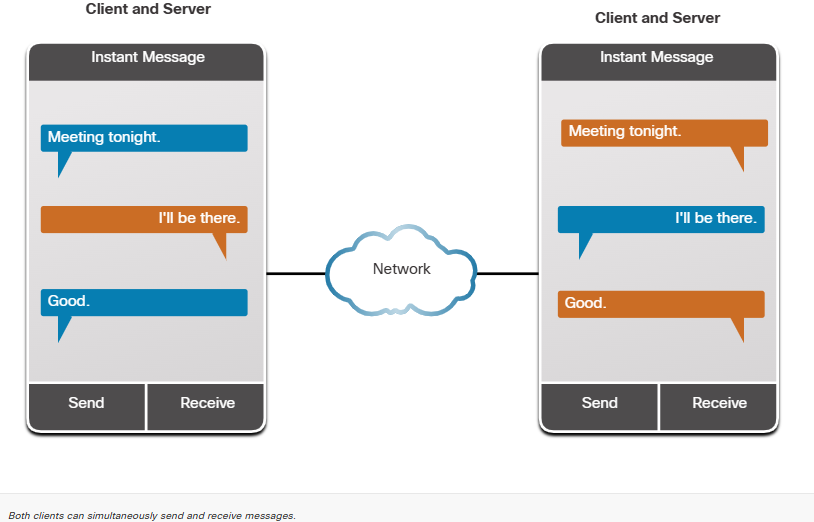 Client and Server
Instant Message
Meeting tonight.
I'll be there.
Good.
Send
Receive
Network
Client and Server
Instant Message
Meeting tonight.
I'll be there.
Good.
Send
Receive
Both clients can simultaneously send and receive messages.